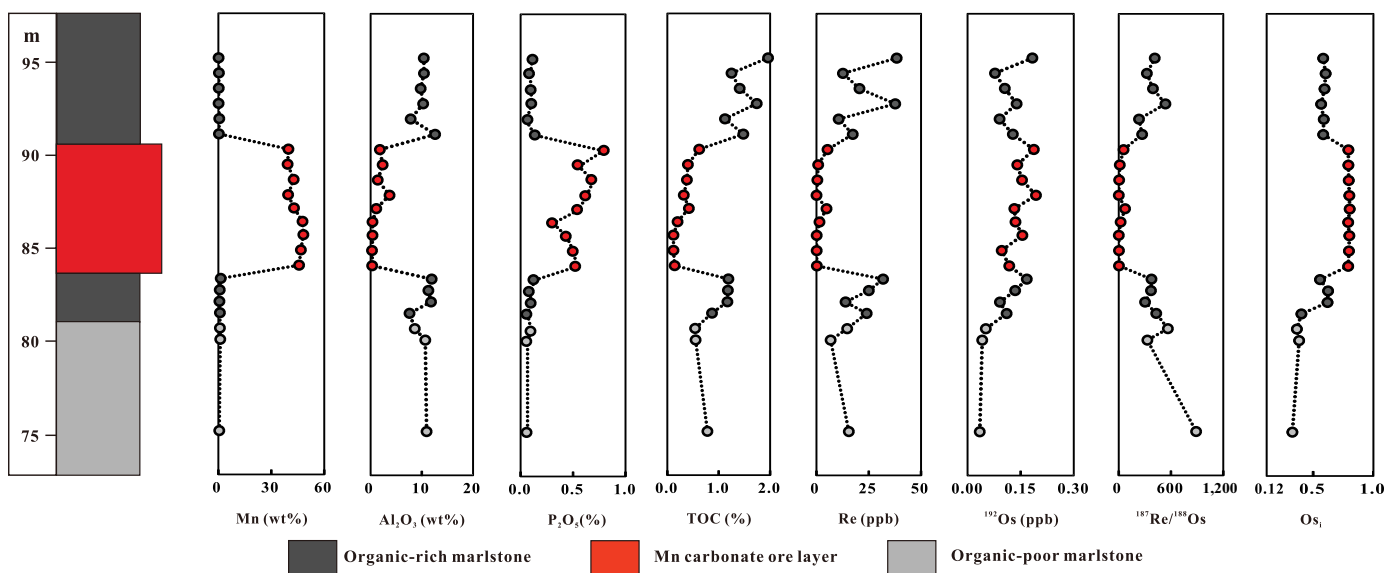 m
95
90
85
80
75
0 30 60
0 10 20
0.0 0.5 1.0
0.0 1.0 2.0
0 25 50
0.00 0.15 0.30
0 600 1,200
0.12 0.5 1.0
Mn (wt%)
Al₂O₃ (wt%)
P₂O₅(%)
TOC (%)
Re (ppb)
¹⁹²Os (ppb)
¹⁸⁷Re/¹⁸⁸Os
Osᵢ
Organic-rich marlstone
Mn carbonate ore layer
Organic-poor marlstone